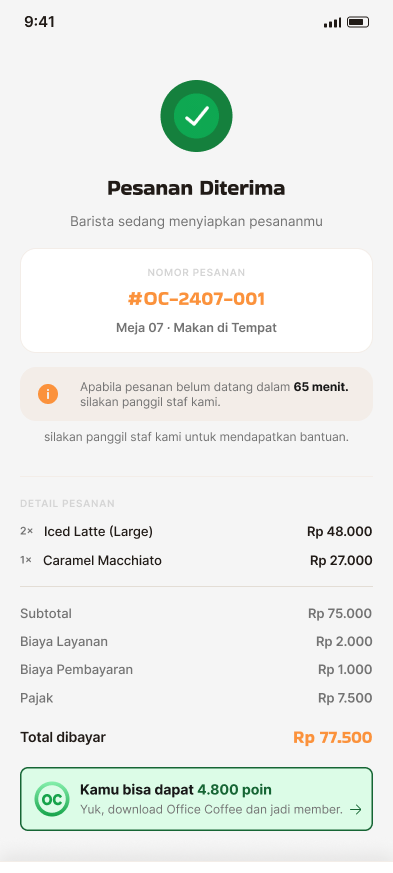 9:41
Pesanan Diterima
Barista sedang menyiapkan pesananmu
NOMOR PESANAN
#OC-2407-001
Meja 07 · Makan di Tempat
Apabila pesanan belum datang dalam 65 menit.
silakan panggil staf kami.
silakan panggil staf kami untuk mendapatkan bantuan.
DETAIL PESANAN
2× Iced Latte (Large) Rp 48.000
1× Caramel Macchiato Rp 27.000
Subtotal Rp 75.000
Biaya Layanan Rp 2.000
Biaya Pembayaran Rp 1.000
Pajak Rp 7.500
Total dibayar Rp 77.500
OC Kamu bisa dapat 4.800 poin
Yuk, download Office Coffee dan jadi member. →